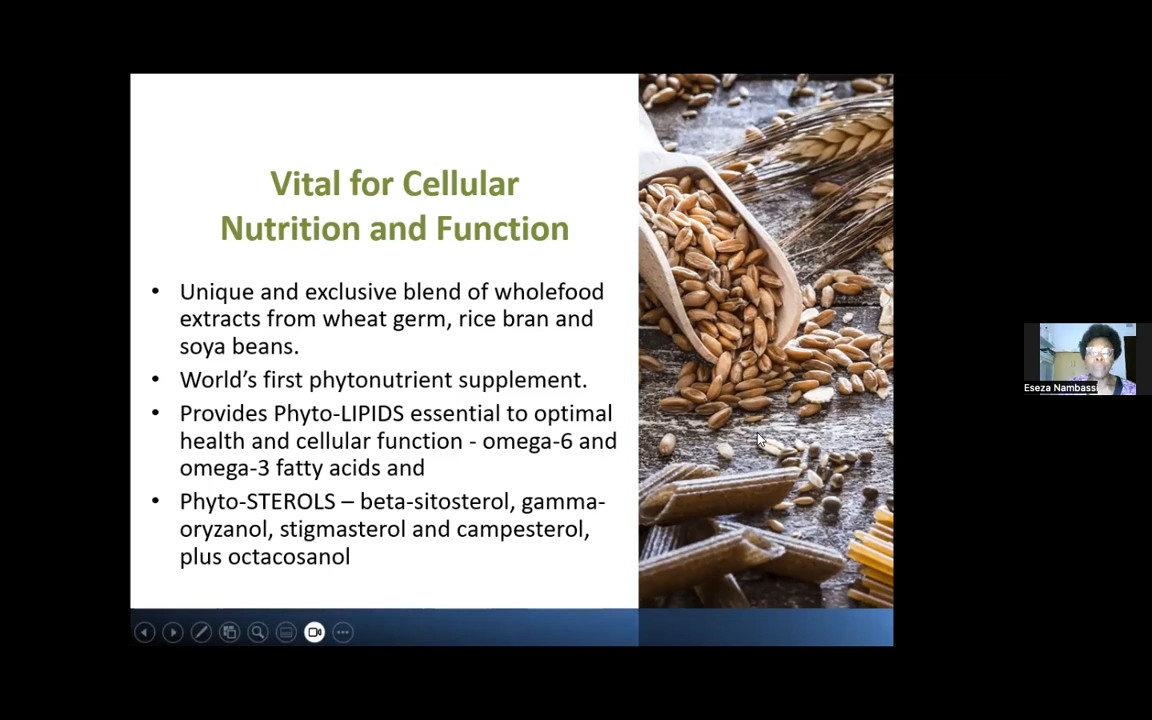 Vital for Cellular
Nutrition and Function
• Unique and exclusive blend of wholefood
extracts from wheat germ, rice bran and
soya beans.
• World’s first phytonutrient supplement.
• Provides Phyto-LIPIDS essential to optimal
health and cellular function - omega-6 and
omega-3 fatty acids and
• Phyto-STEROLS – beta-sitosterol, gamma-
oryzanol, stigmasterol and campesterol,
plus octacosanol
Eseza Nambassi